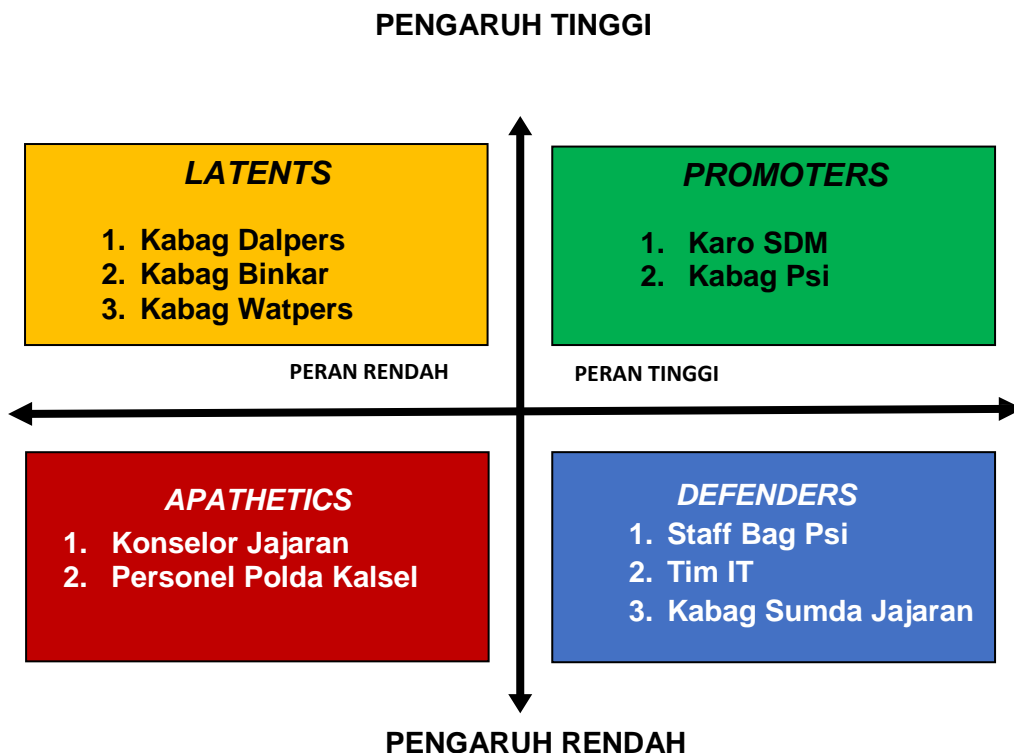 PENGARUH TINGGI
LATENTS
1. Kabag Dalpers
2. Kabag Binkar
3. Kabag Watpers
PROMOTERS
1. Karo SDM
2. Kabag Psi
PERAN RENDAH
PERAN TINGGI
APATHETICS
1. Konselor Jajaran
2. Personel Polda Kalsel
DEFENDERS
1. Staff Bag Psi
2. Tim IT
3. Kabag Sumda Jajaran
PENGARUH RENDAH